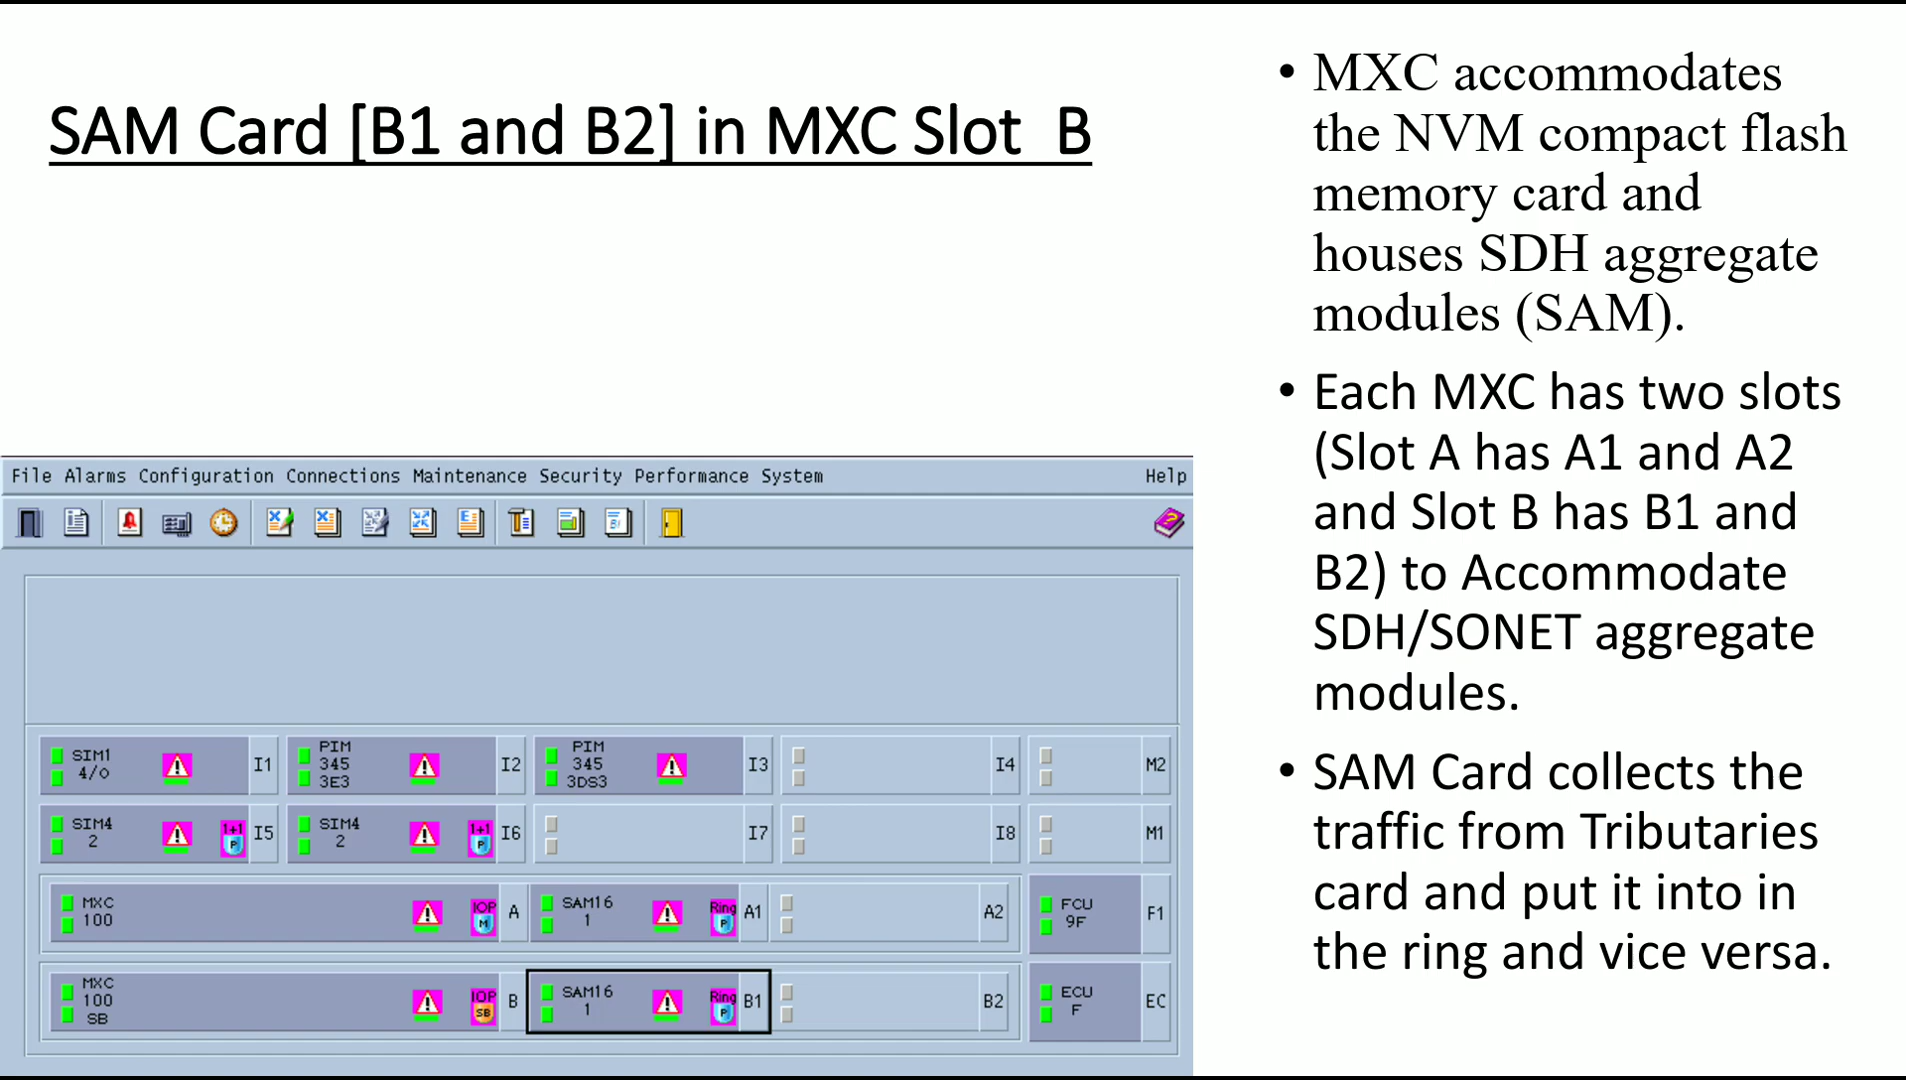 SAM Card [B1 and B2] in MXC Slot  B
• MXC accommodates
the NVM compact flash
memory card and
houses SDH aggregate
modules (SAM).
• Each MXC has two slots
(Slot A has A1 and A2
and Slot B has B1 and
B2) to Accommodate
SDH/SONET aggregate
modules.
• SAM Card collects the
traffic from Tributaries
card and put it into in
the ring and vice versa.
File Alarms Configuration Connections Maintenance Security Performance System Help
SIM1
4/o
I1
PIM
345
3E3
I2
PIM
345
3DS3
I3
I4
M2
SIM4
2
1+1
P
I5
SIM4
2
1+1
P
I6
I7
I8
M1
MXC
100
IOP
M
A
SAM16
1
Ring
P
A1
A2
FCU
9F
F1
MXC
100
SB
IOP
SB
B
SAM16
1
Ring
P
B1
B2
ECU
F
EC